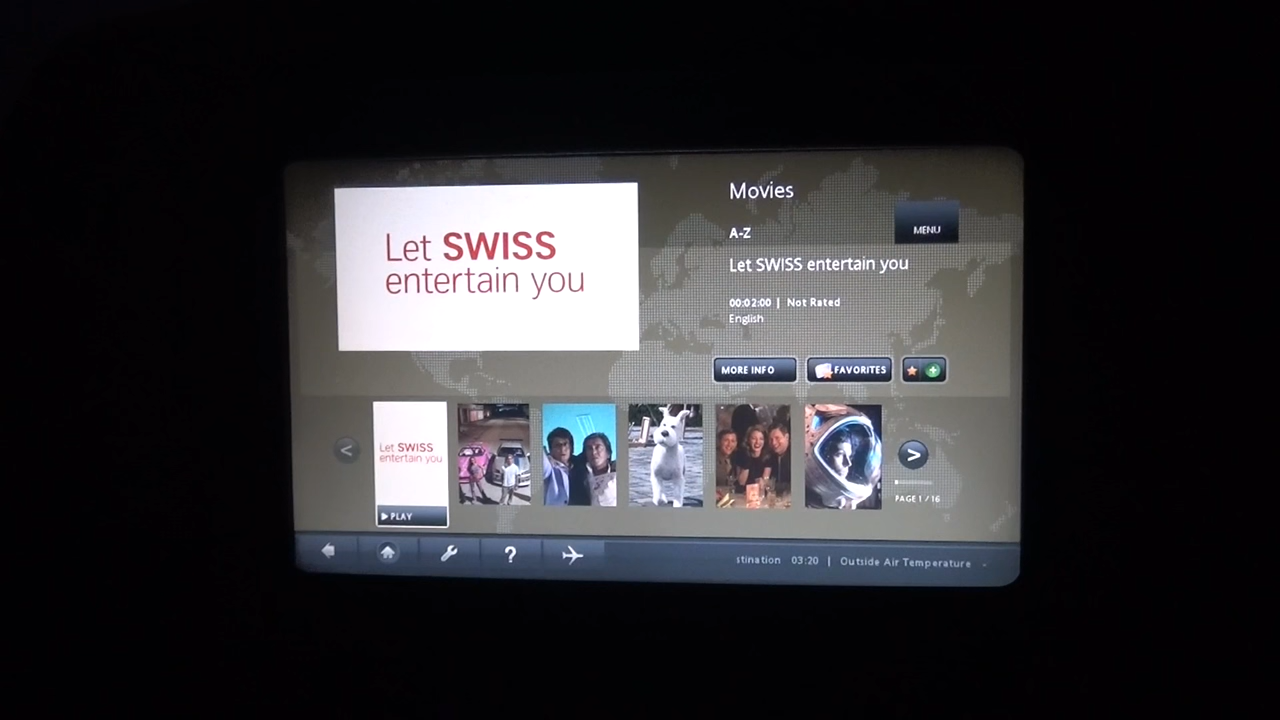 Let SWISS
entertain you
Movies
A-Z
MENU
Let SWISS entertain you
00:02:00 | Not Rated
English
MORE INFO
FAVORITES
Let SWISS
entertain you
PLAY
<
>
PAGE 1 / 16
?
stination 03:20 | Outside Air Temperature -